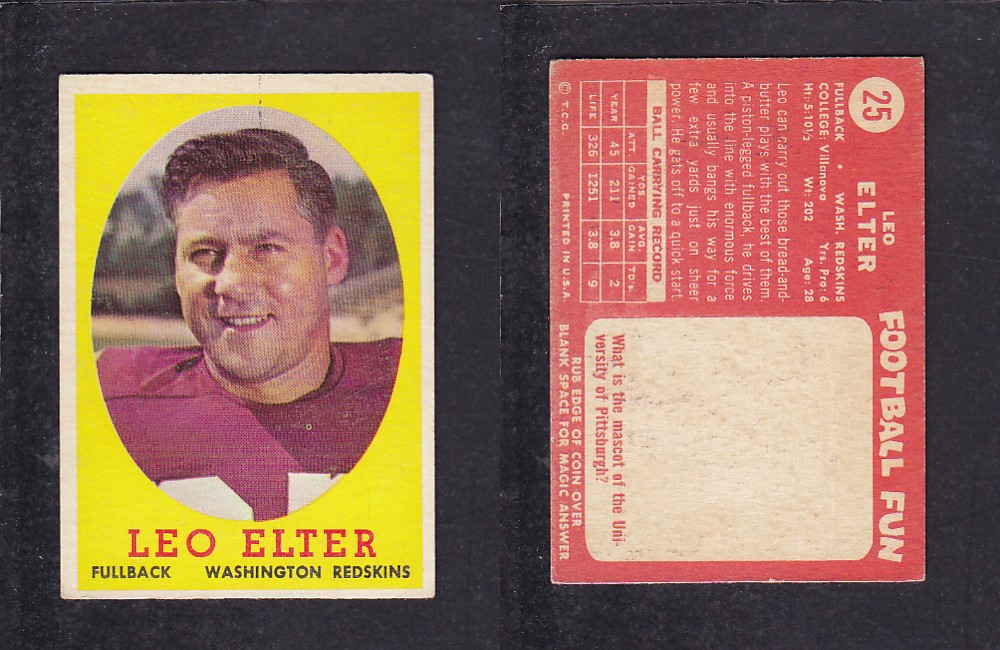 LEO ELTER
FULLBACK WASHINGTON REDSKINS
25
LEO
ELTER
FULLBACK • WASH. REDSKINS
COLLEGE: Villanova Yrs. Pro: 6
Ht: 5:10½ Wt: 202 Age: 28
Leo can carry out those bread-and-
butter plays with the best of them.
A piston-legged fullback, he drives
into the line with enormous force
and usually bangs his way for a
few extra yards just on sheer
power. He gets off to a quick start.
BALL CARRYING RECORD
YEAR ATT. YDS. GAINED AVG. GAIN TD's
YEAR 45 211 3.8 2
LIFE 326 1251 3.8 9
© T.C.G. PRINTED IN U.S.A.
FOOTBALL FUN
What is the mascot of the Uni-
versity of Pittsburgh?
RUB EDGE OF COIN OVER
BLANK SPACE FOR MAGIC ANSWER